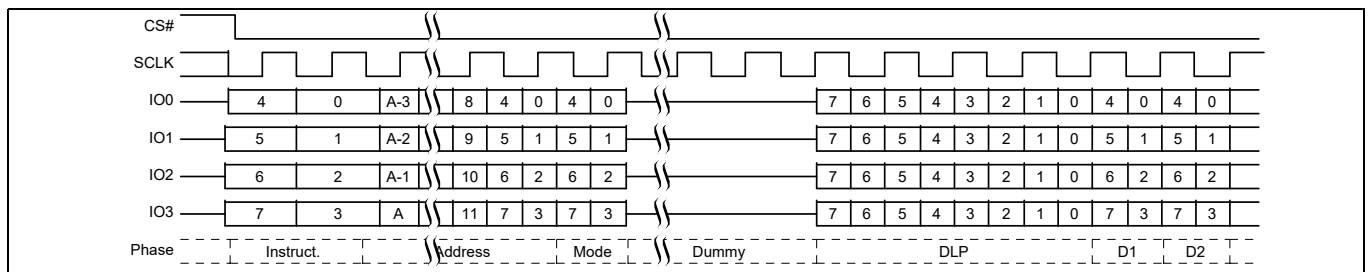 CS#
SCLK
IO0 4 0 A-3 8 4 0 4 0 7 6 5 4 3 2 1 0 4 0 4 0
IO1 5 1 A-2 9 5 1 5 1 7 6 5 4 3 2 1 0 5 1 5 1
IO2 6 2 A-1 10 6 2 6 2 7 6 5 4 3 2 1 0 6 2 6 2
IO3 7 3 A 11 7 3 7 3 7 6 5 4 3 2 1 0 7 3 7 3
Phase Instruct. Address Mode Dummy DLP D1 D2